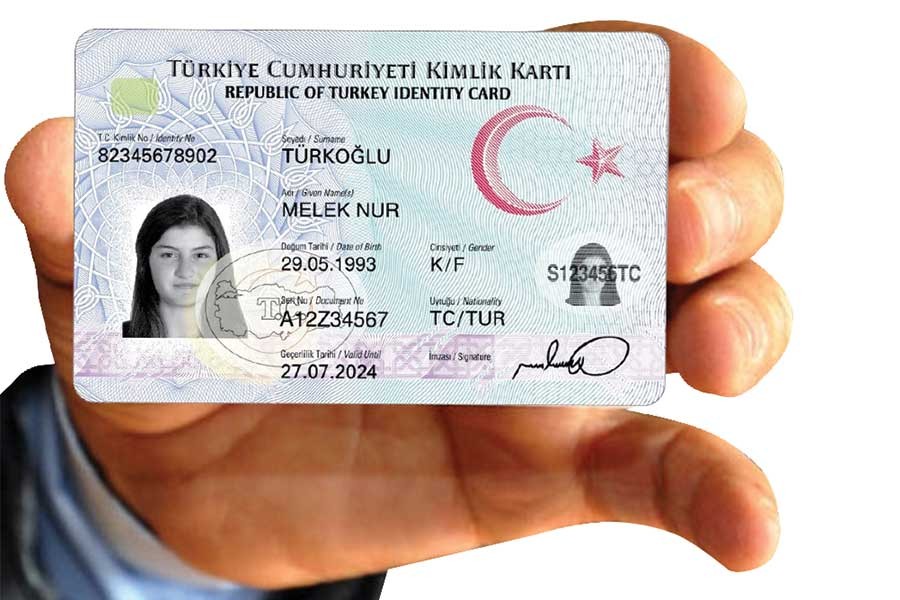 TÜRKİYE CUMHURİYETİ KİMLİK KARTI
REPUBLIC OF TURKEY IDENTITY CARD
T.C. Kimlik No / Identity No
82345678902
Soyadı / Surname
TÜRKOĞLU
Adı / Given Name(s)
MELEK NUR
Doğum Tarihi / Date of Birth
29.05.1993
Cinsiyeti / Gender
K/F
S123456TC
Seri No / Document No
A12Z34567
Uyruğu / Nationality
TC/TUR
Geçerlilik Tarihi / Valid Until
27.07.2024
İmzası / Signature